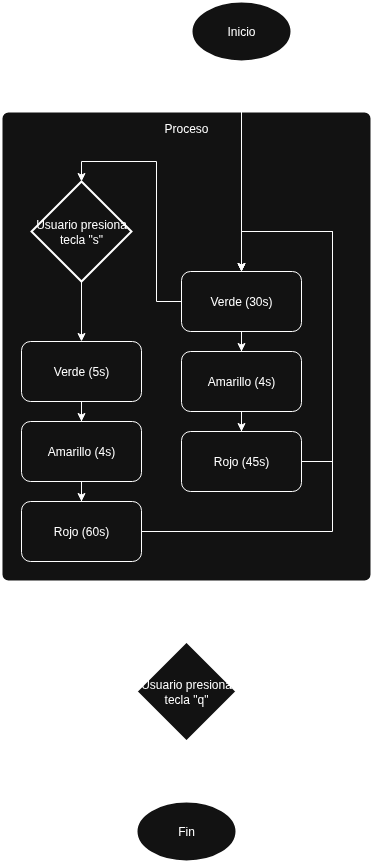 Inicio
Proceso
Usuario presiona
tecla "s"
Verde (30s)
Verde (5s)
Amarillo (4s)
Amarillo (4s)
Rojo (45s)
Rojo (60s)
Usuario presiona
tecla "q"
Fin